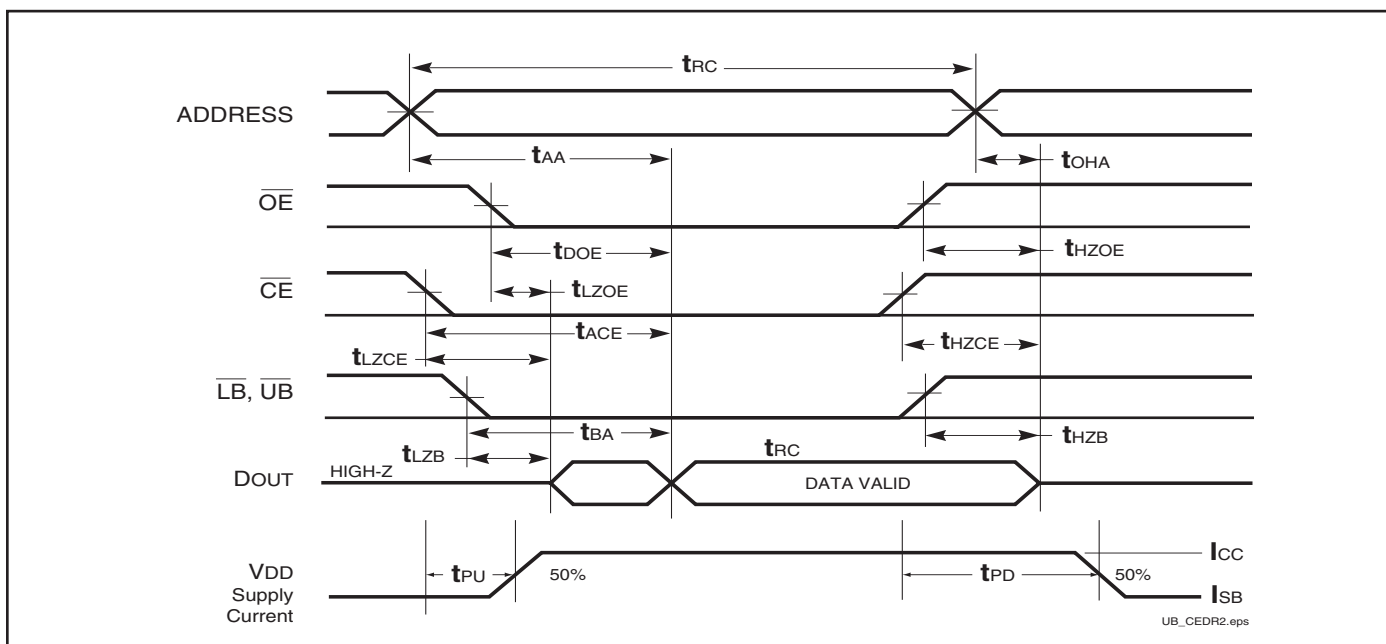 tRC
ADDRESS
tAA
tOHA
OE
tDOE
tHZOE
CE
tLZOE
tACE
tHZCE
tLZCE
LB, UB
tBA
tHZB
tLZB
tRC
DOUT
HIGH-Z
DATA VALID
ICC
tPU
50%
tPD
50%
VDD
Supply
Current
ISB
UB_CEDR2.eps